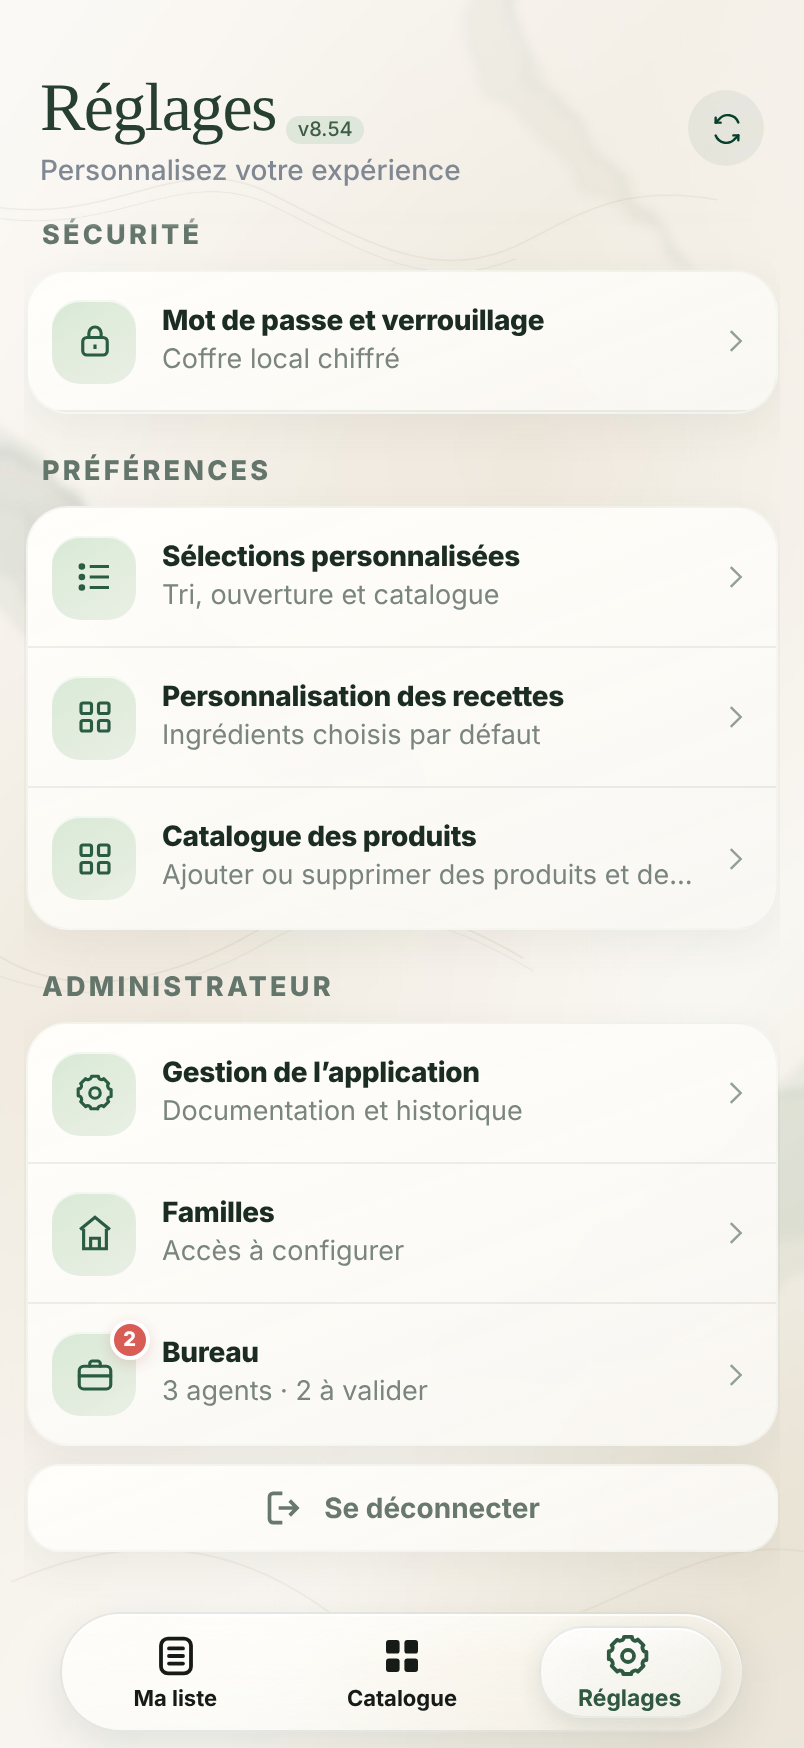 Réglages v8.54
Personnalisez votre expérience
SÉCURITÉ
Mot de passe et verrouillage
Coffre local chiffré
PRÉFÉRENCES
Sélections personnalisées
Tri, ouverture et catalogue
Personnalisation des recettes
Ingrédients choisis par défaut
Catalogue des produits
Ajouter ou supprimer des produits et de...
ADMINISTRATEUR
Gestion de l’application
Documentation et historique
Familles
Accès à configurer
2
Bureau
3 agents · 2 à valider
Se déconnecter
Ma liste Catalogue Réglages